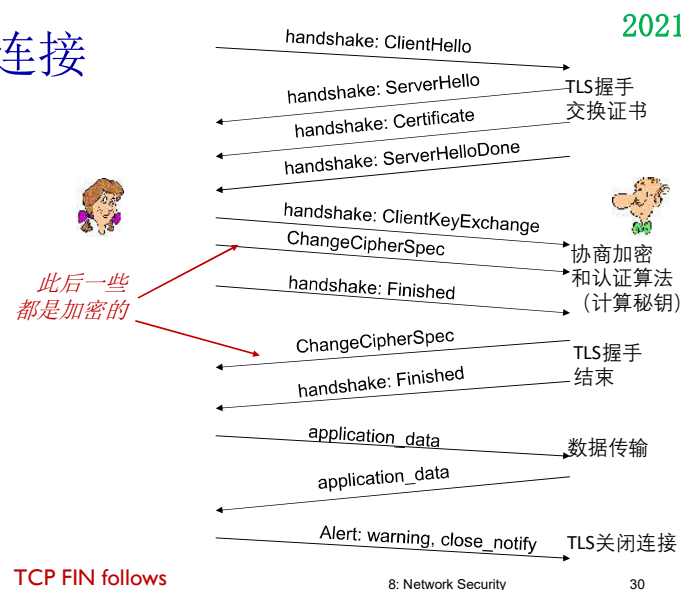 连接
2021
handshake: ClientHello
handshake: ServerHello
TLS握手
交换证书
handshake: Certificate
handshake: ServerHelloDone
handshake: ClientKeyExchange
ChangeCipherSpec
协商加密
和认证算法
（计算秘钥）
此后一些
都是加密的
handshake: Finished
ChangeCipherSpec
TLS握手
结束
handshake: Finished
application_data
数据传输
application_data
Alert: warning, close_notify
TLS关闭连接
TCP FIN follows
8: Network Security
30